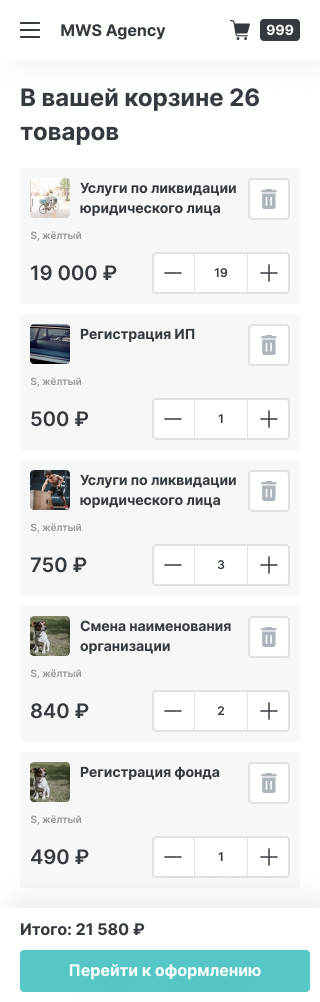 MWS Agency
999
В вашей корзине 26
товаров
Услуги по ликвидации
юридического лица
S, жёлтый
19 000 ₽
19
Регистрация ИП
S, жёлтый
500 ₽
1
Услуги по ликвидации
юридического лица
S, жёлтый
750 ₽
3
Смена наименования
организации
S, жёлтый
840 ₽
2
Регистрация фонда
S, жёлтый
490 ₽
1
Итого: 21 580 ₽
Перейти к оформлению